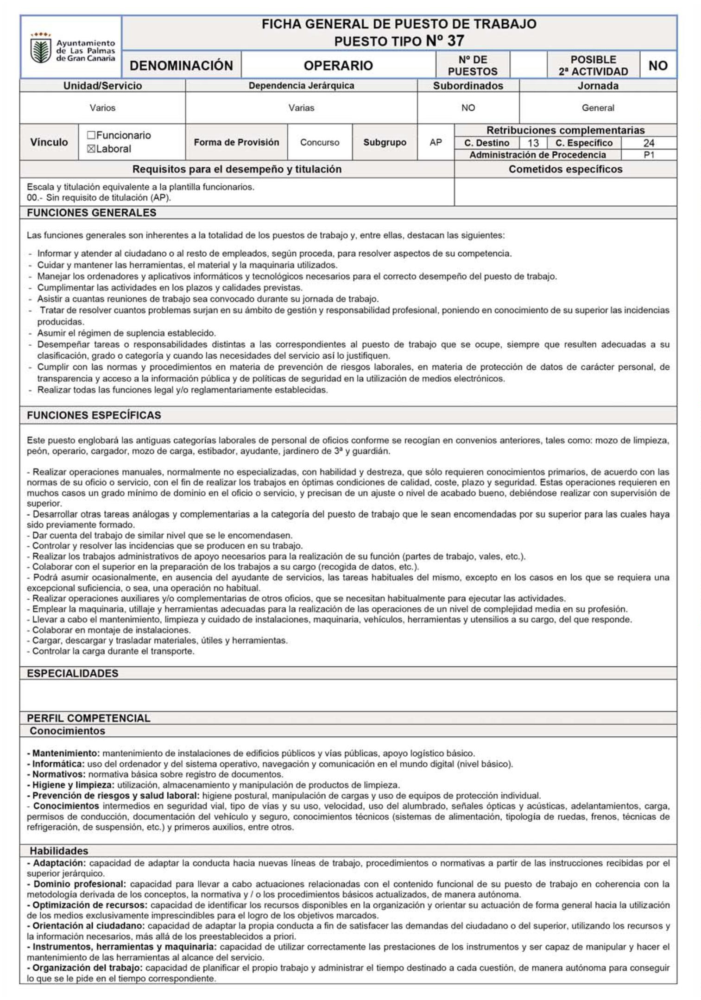 FICHA GENERAL DE PUESTO DE TRABAJO
PUESTO TIPO Nº 37
Ayuntamiento
de Las Palmas
de Gran Canaria
DENOMINACIÓN
OPERARIO
Nº DE
PUESTOS
POSIBLE
2ª ACTIVIDAD
NO
Unidad/Servicio
Dependencia Jerárquica
Subordinados
Jornada
Varios
Varias
NO
General
Vínculo
☐Funcionario
☒Laboral
Forma de Provisión
Concurso
Subgrupo
AP
Retribuciones complementarias
C. Destino
13
C. Específico
24
Administración de Procedencia
P1
Requisitos para el desempeño y titulación
Cometidos específicos
Escala y titulación equivalente a la plantilla funcionarios.
00.- Sin requisito de titulación (AP).
FUNCIONES GENERALES
Las funciones generales son inherentes a la totalidad de los puestos de trabajo y, entre ellas, destacan las siguientes:
- Informar y atender al ciudadano o al resto de empleados, según proceda, para resolver aspectos de su competencia.
- Cuidar y mantener las herramientas, el material y la maquinaria utilizados.
- Manejar los ordenadores y aplicativos informáticos y tecnológicos necesarios para el correcto desempeño del puesto de trabajo.
- Cumplimentar las actividades en los plazos y calidades previstas.
- Asistir a cuantas reuniones de trabajo sea convocado durante su jornada de trabajo.
- Tratar de resolver cuantos problemas surjan en su ámbito de gestión y responsabilidad profesional, poniendo en conocimiento de su superior las incidencias
producidas.
- Asumir el régimen de suplencia establecido.
- Desempeñar tareas o responsabilidades distintas a las correspondientes al puesto de trabajo que se ocupe, siempre que resulten adecuadas a su
clasificación, grado o categoría y cuando las necesidades del servicio así lo justifiquen.
- Cumplir con las normas y procedimientos en materia de prevención de riesgos laborales, en materia de protección de datos de carácter personal, de
transparencia y acceso a la información pública y de políticas de seguridad en la utilización de medios electrónicos.
- Realizar todas las funciones legal y/o reglamentariamente establecidas.
FUNCIONES ESPECÍFICAS
Este puesto englobará las antiguas categorías laborales de personal de oficios conforme se recogían en convenios anteriores, tales como: mozo de limpieza,
peón, operario, cargador, mozo de carga, estibador, ayudante, jardinero de 3ª y guardián.
- Realizar operaciones manuales, normalmente no especializadas, con habilidad y destreza, que sólo requieren conocimientos primarios, de acuerdo con las
normas de su oficio o servicio, con el fin de realizar los trabajos en óptimas condiciones de calidad, coste, plazo y seguridad. Estas operaciones requieren en
muchos casos un grado mínimo de dominio en el oficio o servicio, y precisan de un ajuste o nivel de acabado bueno, debiéndose realizar con supervisión de
superior.
- Desarrollar otras tareas análogas y complementarias a la categoría del puesto de trabajo que le sean encomendadas por su superior para las cuales haya
sido previamente formado.
- Dar cuenta del trabajo de similar nivel que se le encomendasen.
- Controlar y resolver las incidencias que se producen en su trabajo.
- Realizar los trabajos administrativos de apoyo necesarios para la realización de su función (partes de trabajo, vales, etc.).
- Colaborar con el superior en la preparación de los trabajos a su cargo (recogida de datos, etc.).
- Podrá asumir ocasionalmente, en ausencia del ayudante de servicios, las tareas habituales del mismo, excepto en los casos en los que se requiera una
excepcional suficiencia, o sea, una operación no habitual.
- Realizar operaciones auxiliares y/o complementarias de otros oficios, que se necesitan habitualmente para ejecutar las actividades.
- Emplear la maquinaria, utillaje y herramientas adecuadas para la realización de las operaciones de un nivel de complejidad media en su profesión.
- Llevar a cabo el mantenimiento, limpieza y cuidado de instalaciones, maquinaria, vehículos, herramientas y utensilios a su cargo, del que responde.
- Colaborar en montaje de instalaciones.
- Cargar, descargar y trasladar materiales, útiles y herramientas.
- Controlar la carga durante el transporte.
ESPECIALIDADES
PERFIL COMPETENCIAL
Conocimientos
- Mantenimiento: mantenimiento de instalaciones de edificios públicos y vías públicas, apoyo logístico básico.
- Informática: uso del ordenador y del sistema operativo, navegación y comunicación en el mundo digital (nivel básico).
- Normativos: normativa básica sobre registro de documentos.
- Higiene y limpieza: utilización, almacenamiento y manipulación de productos de limpieza.
- Prevención de riesgos y salud laboral: higiene postural, manipulación de cargas y uso de equipos de protección individual.
- Conocimientos intermedios en seguridad vial, tipo de vías y su uso, velocidad, uso del alumbrado, señales ópticas y acústicas, adelantamientos, carga,
permisos de conducción, documentación del vehículo y seguro, conocimientos técnicos (sistemas de alimentación, tipología de ruedas, frenos, técnicas de
refrigeración, de suspensión, etc.) y primeros auxilios, entre otros.
Habilidades
- Adaptación: capacidad de adaptar la conducta hacia nuevas líneas de trabajo, procedimientos o normativas a partir de las instrucciones recibidas por el
superior jerárquico.
- Dominio profesional: capacidad para llevar a cabo actuaciones relacionadas con el contenido funcional de su puesto de trabajo en coherencia con la
metodología derivada de los conceptos, la normativa y / o los procedimientos básicos actualizados, de manera autónoma.
- Optimización de recursos: capacidad de identificar los recursos disponibles en la organización y orientar su actuación de forma general hacia la utilización
de los medios exclusivamente imprescindibles para el logro de los objetivos marcados.
- Orientación al ciudadano: capacidad de adaptar la propia conducta a fin de satisfacer las demandas del ciudadano o del superior, utilizando los recursos y
la información necesarios, más allá de los preestablecidos a priori.
- Instrumentos, herramientas y maquinaria: capacidad de utilizar correctamente las prestaciones de los instrumentos y ser capaz de manipular y hacer el
mantenimiento de las herramientas al alcance del servicio.
- Organización del trabajo: capacidad de planificar el propio trabajo y administrar el tiempo destinado a cada cuestión, de manera autónoma para conseguir
lo que se le pide en el tiempo correspondiente.